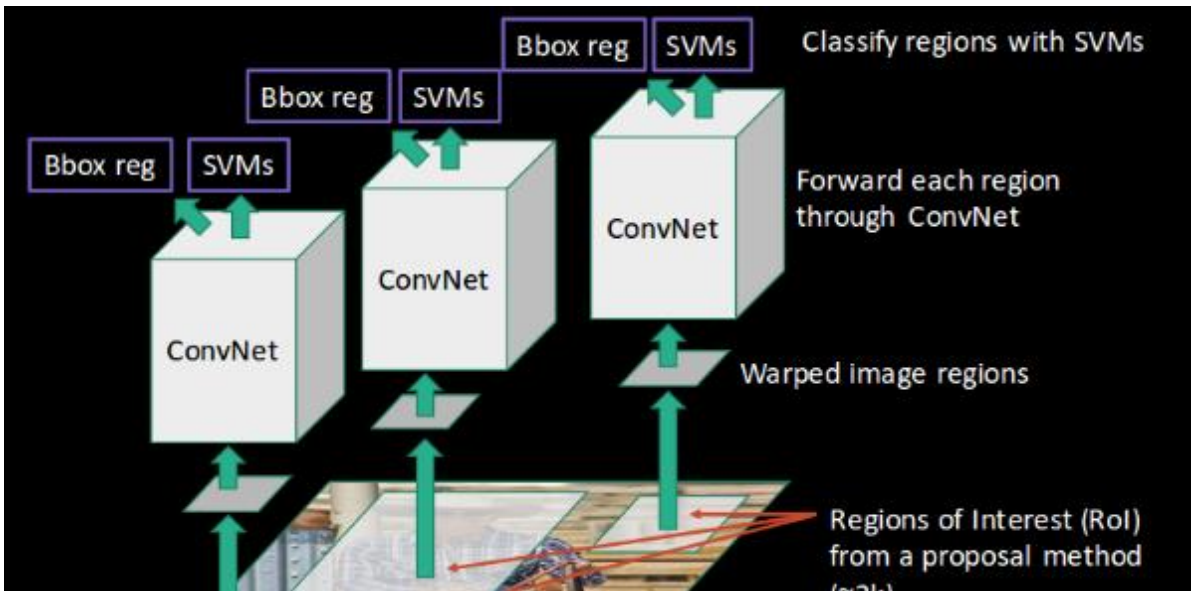 Bbox reg SVMs Classify regions with SVMs
Bbox reg SVMs
Bbox reg SVMs
Forward each region
through ConvNet
ConvNet
ConvNet
ConvNet
Warped image regions
Regions of Interest (RoI)
from a proposal method